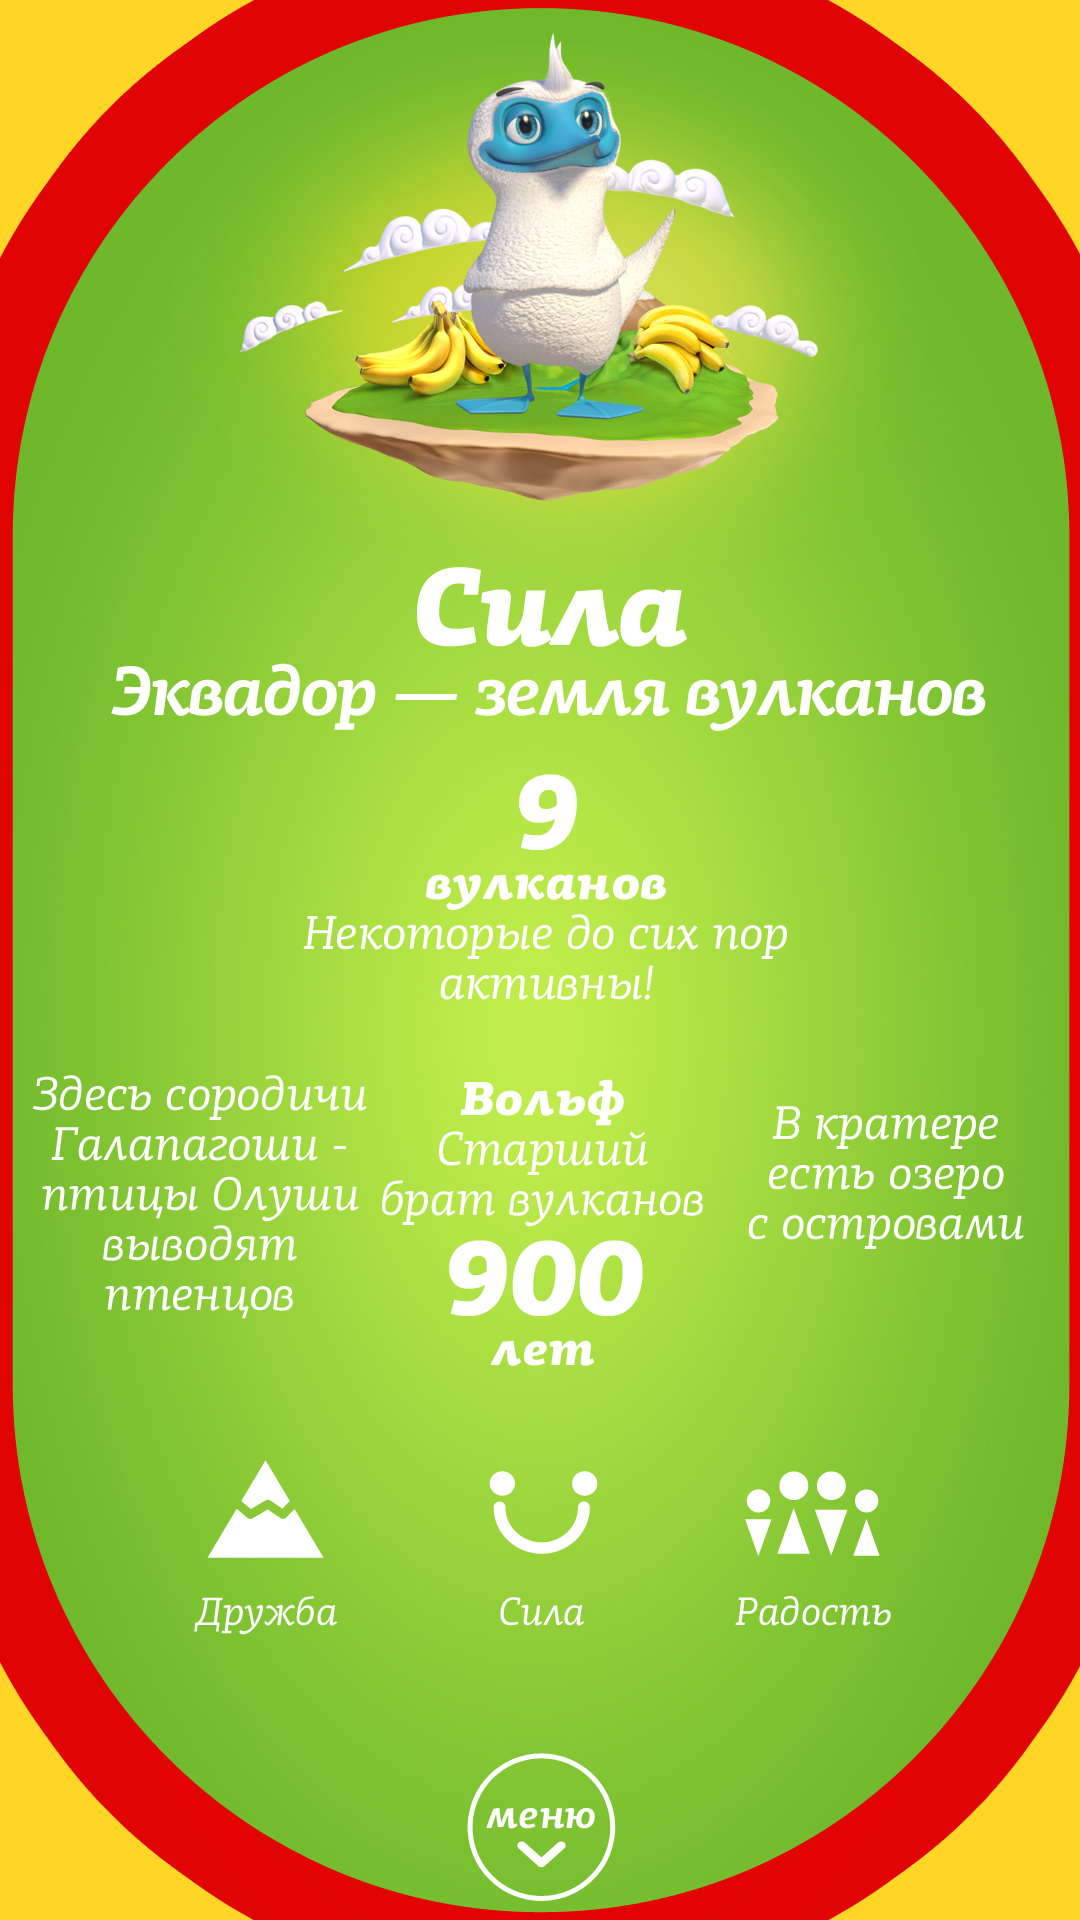 Сила
Эквадор — земля вулканов
9
вулканов
Некоторые до сих пор
активны!
Здесь сородичи
Галапагоши -
птицы Олуши
выводят
птенцов
Вольф
Старший
брат вулканов
900
лет
В кратере
есть озеро
с островами
Дружба
Сила
Радость
меню